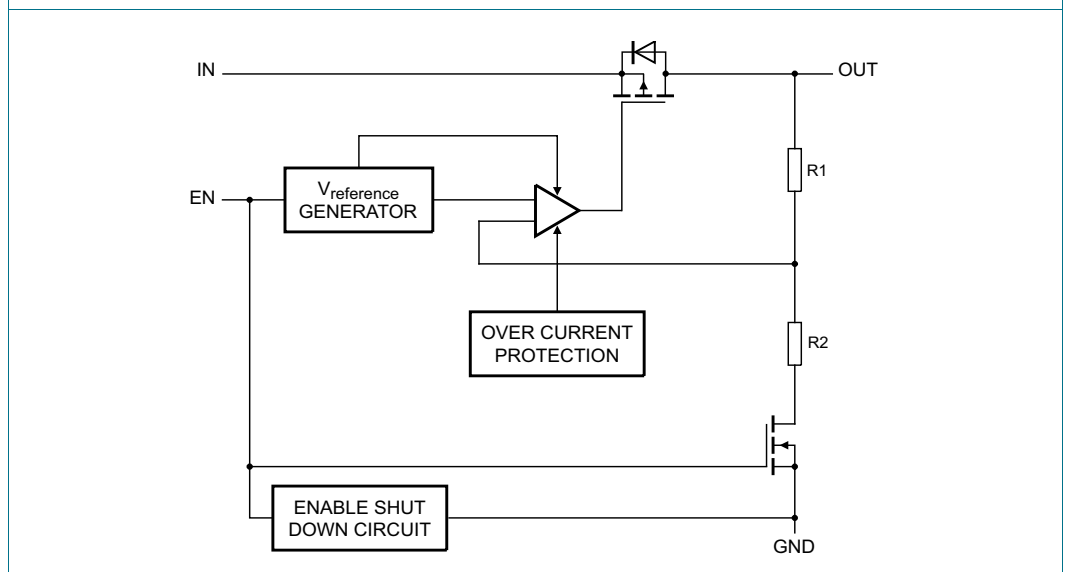 IN
OUT
R1
EN
Vreference
GENERATOR
OVER CURRENT
PROTECTION
R2
ENABLE SHUT
DOWN CIRCUIT
GND